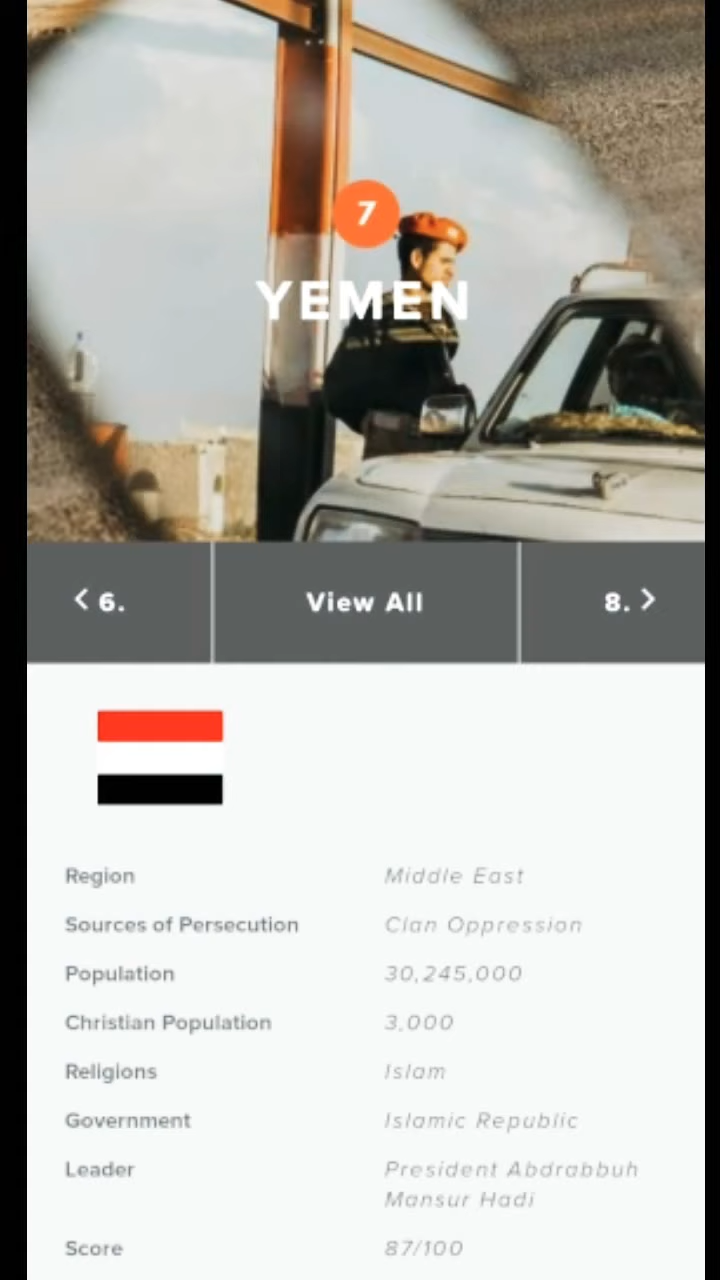 7
YEMEN
6.
View All
8.
Region Middle East
Sources of Persecution Clan Oppression
Population 30,245,000
Christian Population 3,000
Religions Islam
Government Islamic Republic
Leader President Abdrabbuh
Mansur Hadi
Score 87/100